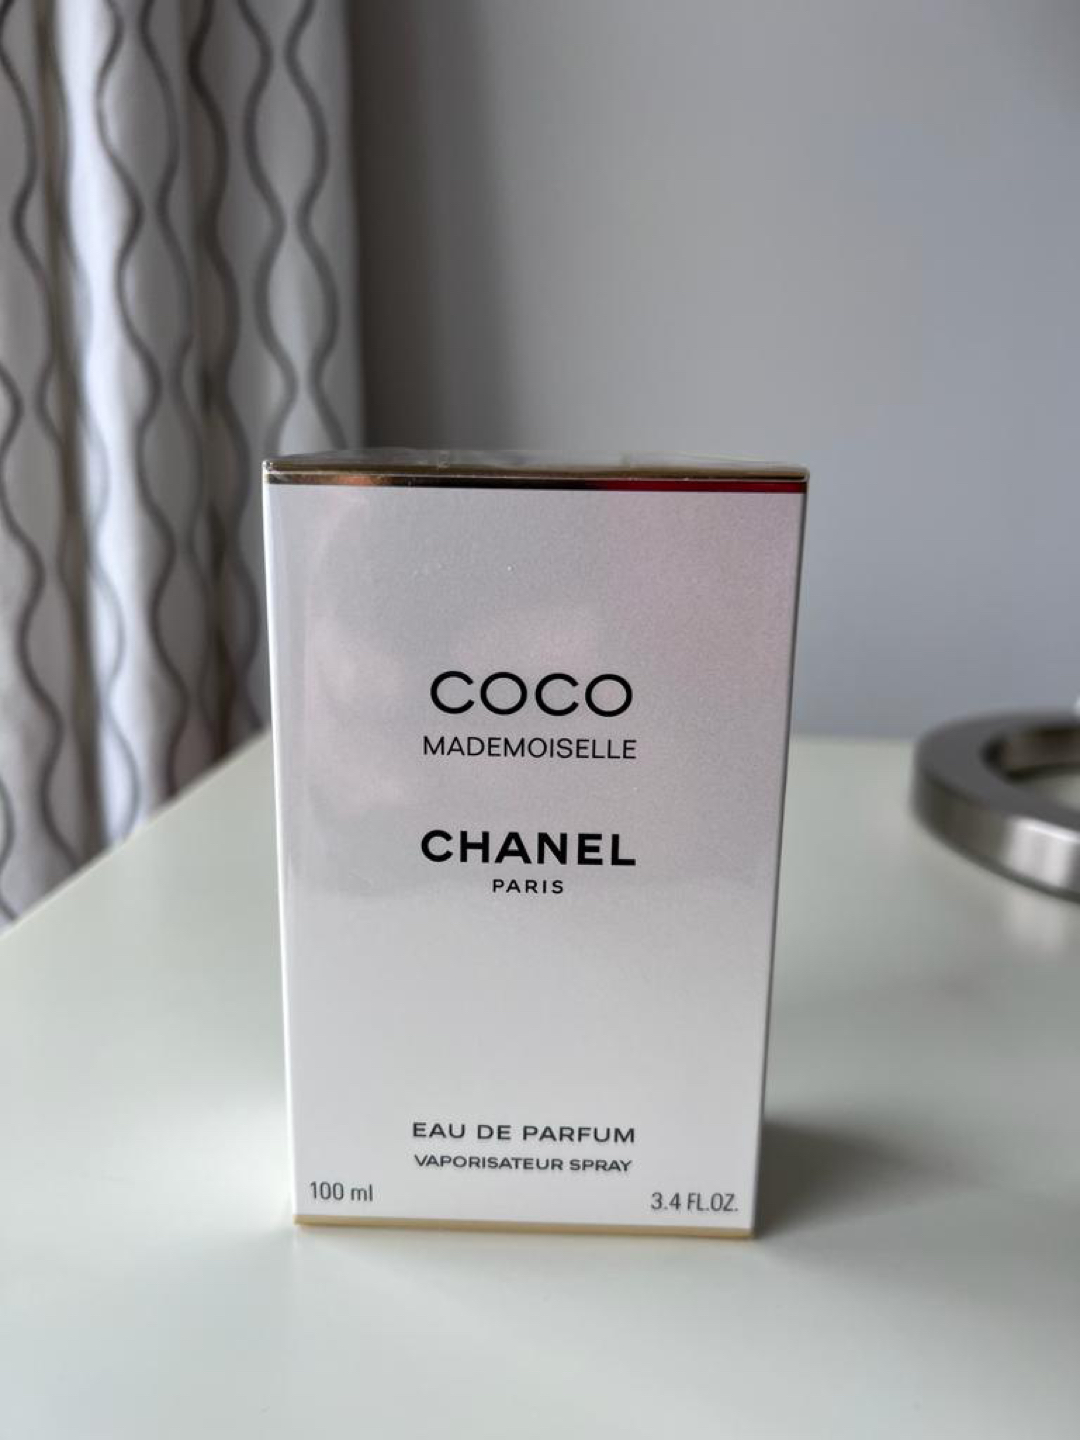 COCO
MADEMOISELLE
CHANEL
PARIS
EAU DE PARFUM
VAPORISATEUR SPRAY
100 ml
3.4 FL.OZ.